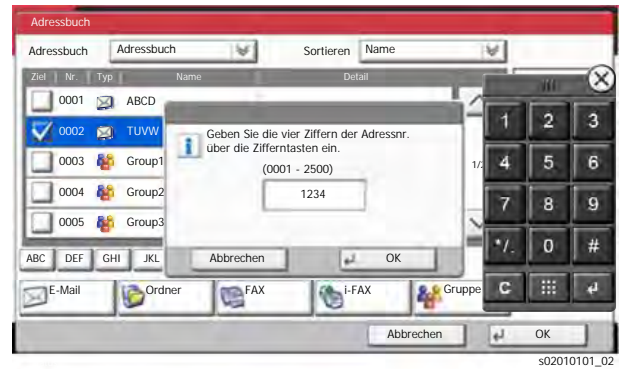 Adressbuch
Adressbuch Adressbuch Sortieren Name
Ziel Nr. Typ Name Detail
0001 ABCD
0002 TUVW
0003 Group1
0004 Group2
0005 Group3
Geben Sie die vier Ziffern der Adressnr.
über die Zifferntasten ein.
(0001 - 2500)
1234
Abbrechen OK
1/
1 2 3
4 5 6
7 8 9
*/. 0 #
C
ABC DEF GHI JKL
E-Mail Ordner FAX i-FAX Gruppe
Abbrechen OK
s02010101_02